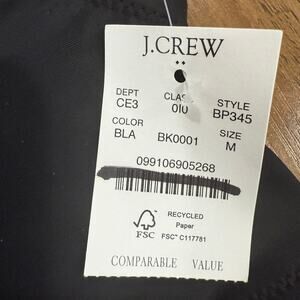 J.CREW
DEPT CLASS STYLE
CE3 010 BP345
COLOR SIZE
BLA BK0001 M
099106905268
RECYCLED
Paper
FSC FSC® C117781
COMPARABLE VALUE